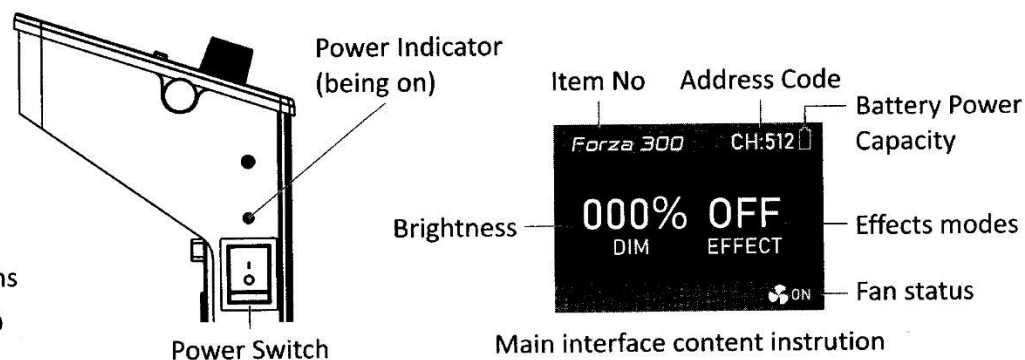 Power Indicator
(being on)
Power Switch
Item No
Address Code
Battery Power
Capacity
Forza 300
CH:512
Brightness
000%
OFF
DIM
EFFECT
Effects modes
ON
Fan status
Main interface content instrution